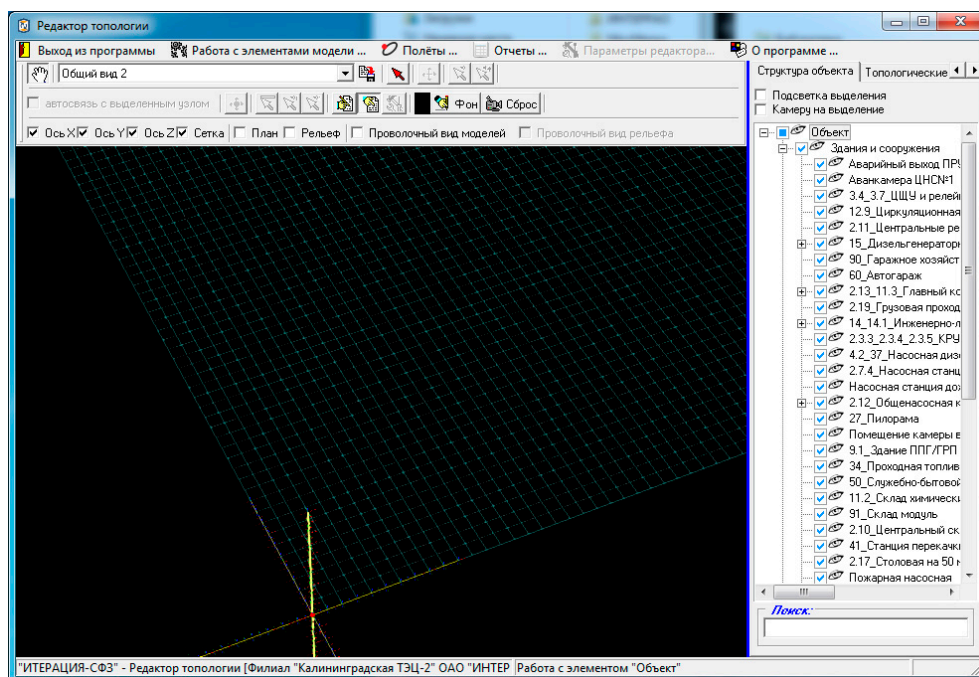 Редактор топологии
Выход из программы Работа с элементами модели ... Полёты ... Отчеты ... Параметры редактора... О программе ...
Общий вид 2
автосвязь с выделенным узлом Фон Сброс
Ось X Ось Y Ось Z Сетка План Рельеф Проволочный вид моделей Проволочный вид рельефа
Структура объекта Топологические
Подсветка выделения
Камеру на выделение
Объект
Здания и сооружения
Аварийный выход ПРУ
Аванкамера ЦНС№1
3.4_3.7_ЦЩУ и релей
12.9_Циркуляционная
2.11_Центральные ре
15_Дизельгенератор
90_Гаражное хозяйст
60_Автогараж
2.13_11.3_Главный ко
2.19_Грузовая проход
14_14.1_Инженерно-л
2.3.3_2.3.4_2.3.5_КРУ
4.2_37_Насосная диз
2.7.4_Насосная станц
Насосная станция дож
2.12_Общенасосная к
27_Пилорама
Помещение камеры в
9.1_Здание ППГ/ГРП
34_Проходная топлив
50_Служебно-бытовой
11.2_Склад химически
91_Склад модуль
2.10_Центральный ск
41_Станция перекачк
2.17_Столовая на 50 м
Пожарная насосная
Поиск:
"ИТЕРАЦИЯ-СФЗ" - Редактор топологии [Филиал "Калининградская ТЭЦ-2" ОАО "ИНТЕР Работа с элементом "Объект"